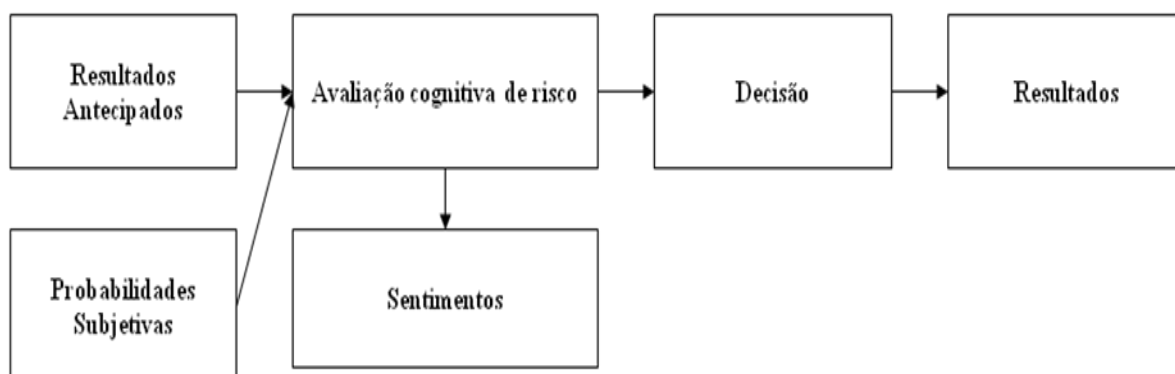 Resultados
Antecipados
Avaliação cognitiva de risco
Decisão
Resultados
Probabilidades
Subjetivas
Sentimentos